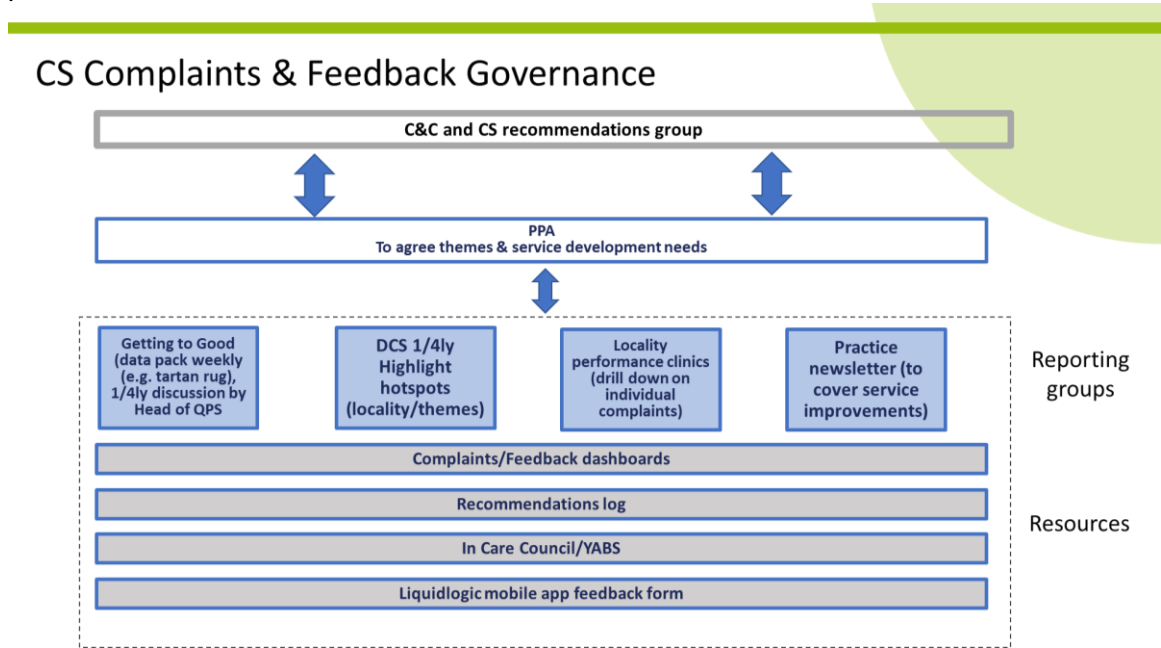 CS Complaints & Feedback Governance
C&C and CS recommendations group
PPA
To agree themes & service development needs
Getting to Good
(data pack weekly
(e.g. tartan rug),
1/4ly discussion by
Head of QPS
DCS 1/4ly
Highlight
hotspots
(locality/themes)
Locality
performance clinics
(drill down on
individual
complaints)
Practice
newsletter (to
cover service
improvements)
Reporting
groups
Complaints/Feedback dashboards
Recommendations log
In Care Council/YABS
Liquidlogic mobile app feedback form
Resources